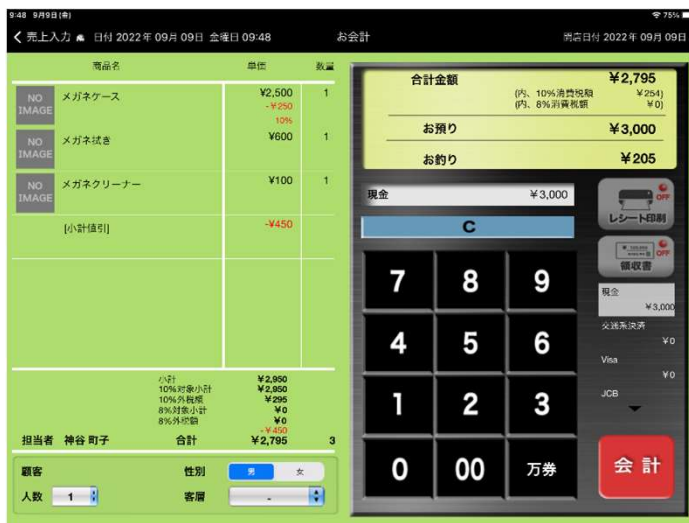 9:48 9月9日(金)
75%
売上入力 日付 2022年09月09日 金曜日 09:48 お会計 開店日付 2022年09月09日
商品名 単価 数量
NO IMAGE メガネケース ¥2,500 1
-¥250
10%
NO IMAGE メガネ拭き ¥600 1
NO IMAGE メガネクリーナー ¥100 1
[小計値引] -¥450
小計 ¥2,950
10%対象小計 ¥2,950
10%外税額 ¥295
8%対象小計 ¥0
8%外税額 ¥0
-¥450
担当者 神谷 町子 合計 ¥2,795 3
顧客 性別 男 女
人数 1 客層 -
合計金額 ¥2,795
(内、10%消費税額 ¥254)
(内、8%消費税額 ¥0)
お預り ¥3,000
お釣り ¥205
現金 ¥3,000
C
7 8 9
4 5 6
1 2 3
0 00 万券
OFF
レシート印刷
OFF
領収書
現金
¥3,000
交通系決済
¥0
Visa
¥0
JCB
会計